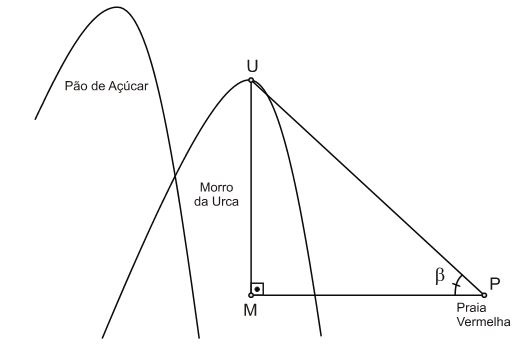 Pão de Açúcar
U
Morro
da Urca
β
P
M
Praia
Vermelha